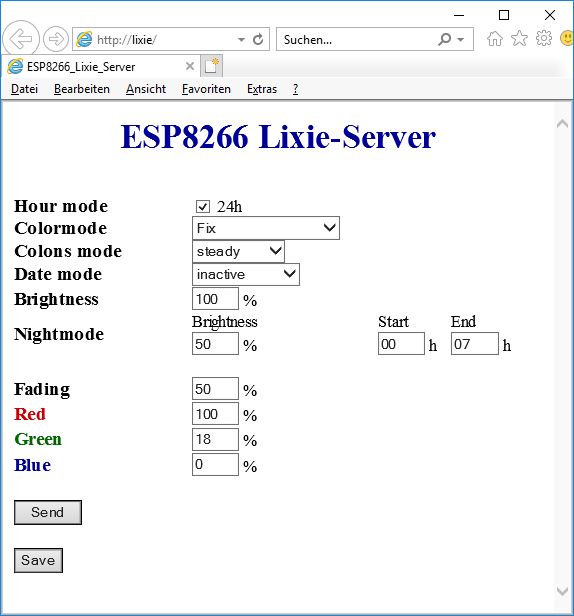 http://lixie/
Suchen...
ESP8266_Lixie_Server
Datei Bearbeiten Ansicht Favoriten Extras ?
ESP8266 Lixie-Server
Hour mode 24h
Colormode Fix
Colons mode steady
Date mode inactive
Brightness 100 %
Brightness Start End
Nightmode 50 % 00 h 07 h
Fading 50 %
Red 100 %
Green 18 %
Blue 0 %
Send
Save